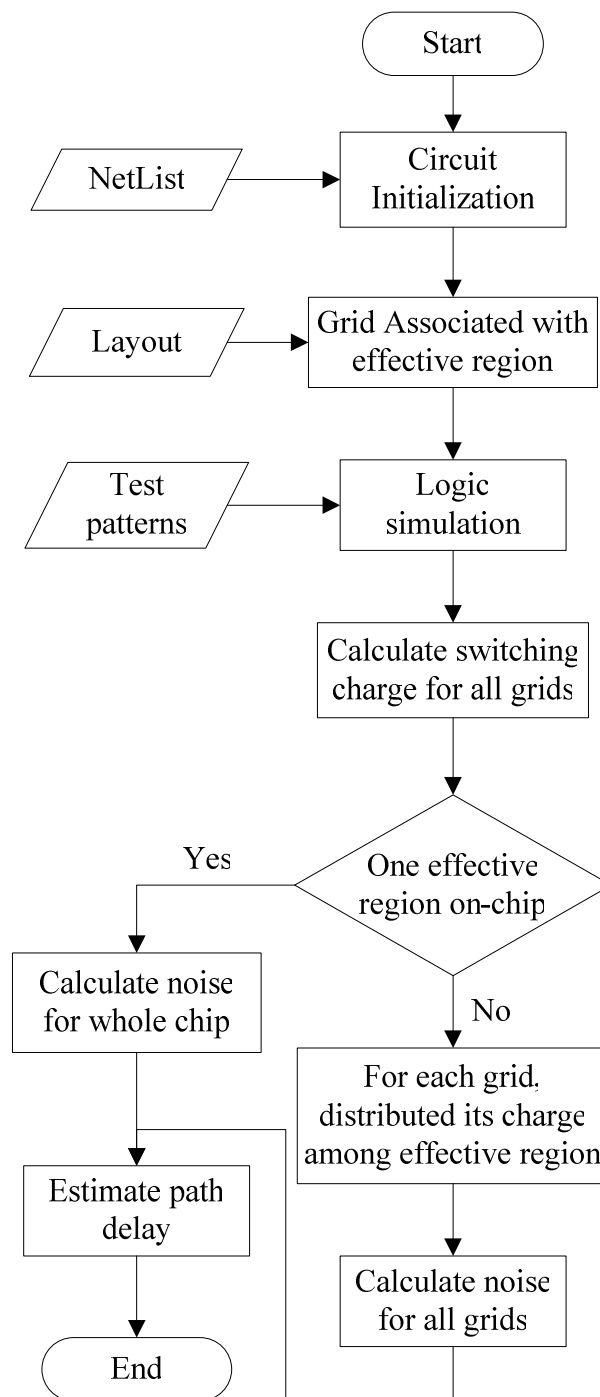 Start
NetList
Circuit
Initialization
Layout
Grid Associated with
effective region
Test
patterns
Logic
simulation
Calculate switching
charge for all grids
One effective
region on-chip
Yes
No
Calculate noise
for whole chip
For each grid,
distributed its charge
among effective region
Estimate path
delay
Calculate noise
for all grids
End